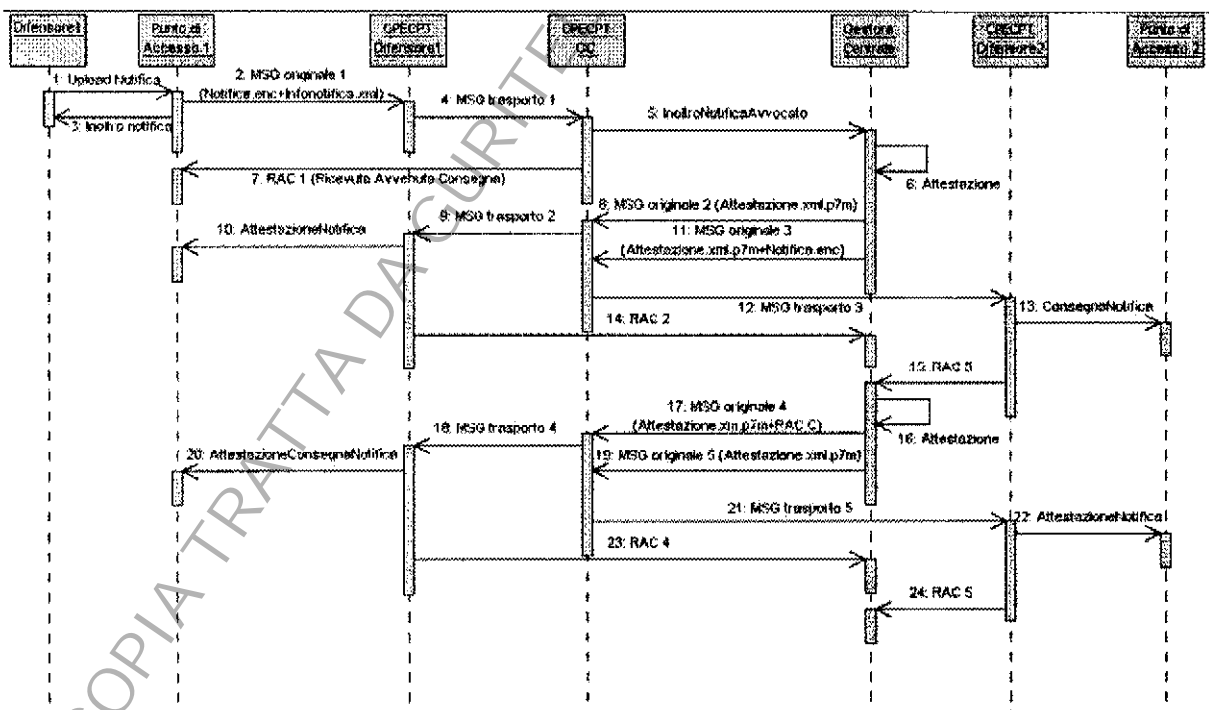 Difensore1
Punto di
Accesso 1
CPECPT
Difensore1
CPECPT
GC
Gestore
Centrale
CPECPT
Difensore2
Punto di
Accesso 2
1: Upload Notifica
2: MSG originale 1
(Notifica.enc+Infonotifica.xml)
3: Inoltro notifica
4: MSG trasporto 1
5: InoltroNotificaAvvocato
6: Attestazione
7: RAC 1 (Ricevuta Avvenuta Consegna)
8: MSG originale 2 (Attestazione.xml.p7m)
9: MSG trasporto 2
10: AttestazioneNotifica
11: MSG originale 3
(Attestazione.xml.p7m+Notifica.enc)
12: MSG trasporto 3
13: ConsegnaNotifica
14: RAC 2
15: RAC 5
16: Attestazione
17: MSG originale 4
(Attestazione.xm.p7m+RAC C)
18: MSG trasporto 4
19: MSG originale 5 (Attestazione.xml.p7m)
20: AttestazioneConsegnaNotifica
21: MSG trasporto 5
22: AttestazioneNotifica
23: RAC 4
24: RAC 5
COPIA TRATTA DA GURITEL